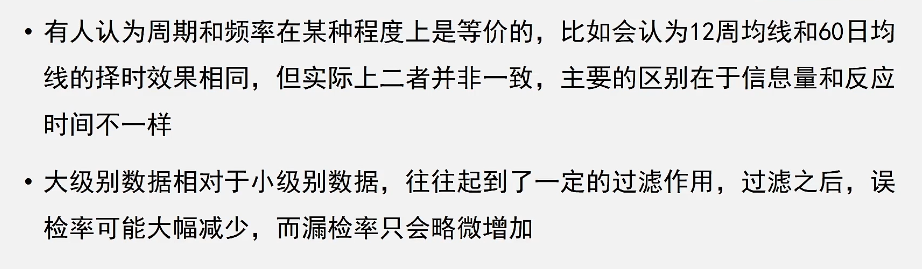 • 有人认为周期和频率在某种程度上是等价的，比如会认为12周均线和60日均
线的择时效果相同，但实际上二者并非一致，主要的区别在于信息量和反应
时间不一样
• 大级别数据相对于小级别数据，往往起到了一定的过滤作用，过滤之后，误
检率可能大幅减少，而漏检率只会略微增加